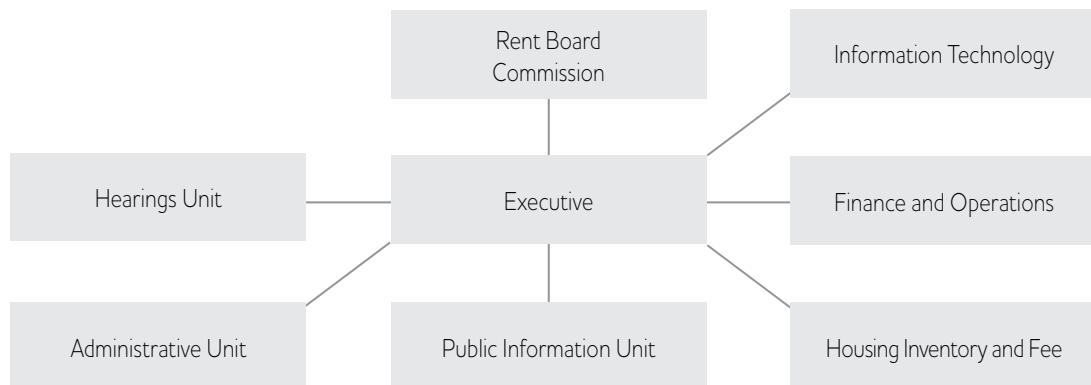 Rent Board
Commission
Information Technology
Hearings Unit
Executive
Finance and Operations
Administrative Unit
Public Information Unit
Housing Inventory and Fee